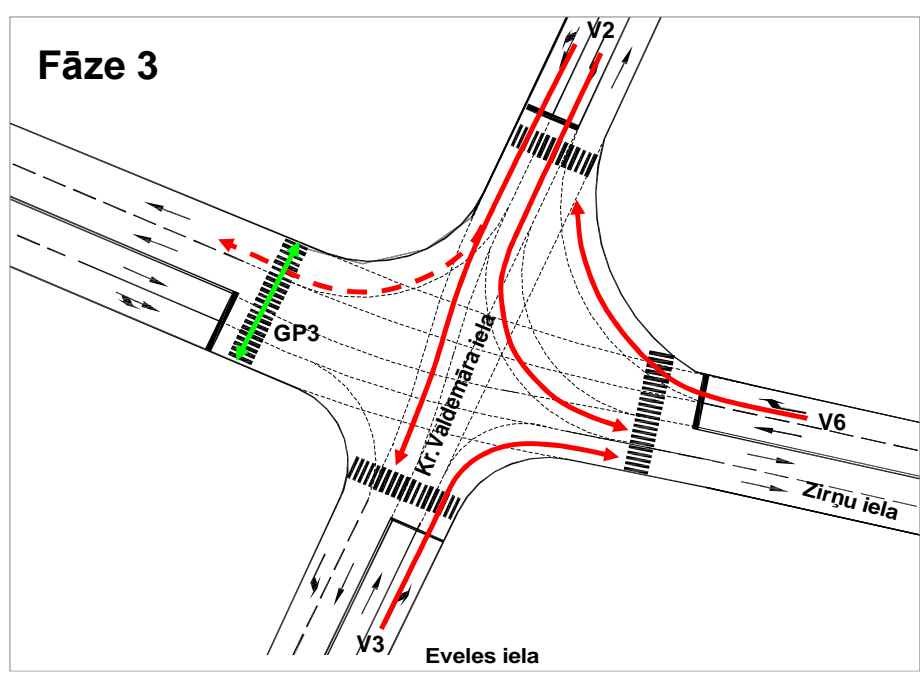 Fāze 3
V2
GP3
Kr. Valdemāra iela
V6
Zirņu iela
V3
Eveles iela